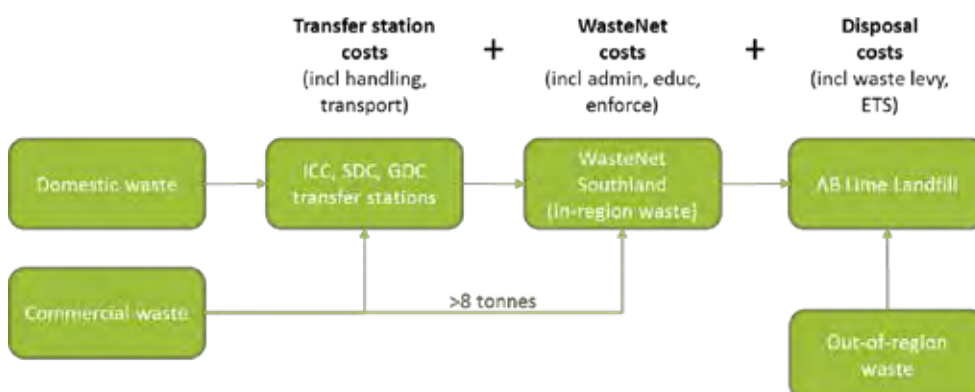 Transfer station
costs
(incl handling,
transport)
+
WasteNet
costs
(incl admin, educ,
enforce)
+
Disposal
costs
(incl waste levy,
ETS)
Domestic waste
ICC, SDC, GDC
transfer stations
WasteNet
Southland
(in-region waste)
AB Lime Landfill
Commercial waste
>8 tonnes
Out-of-region
waste